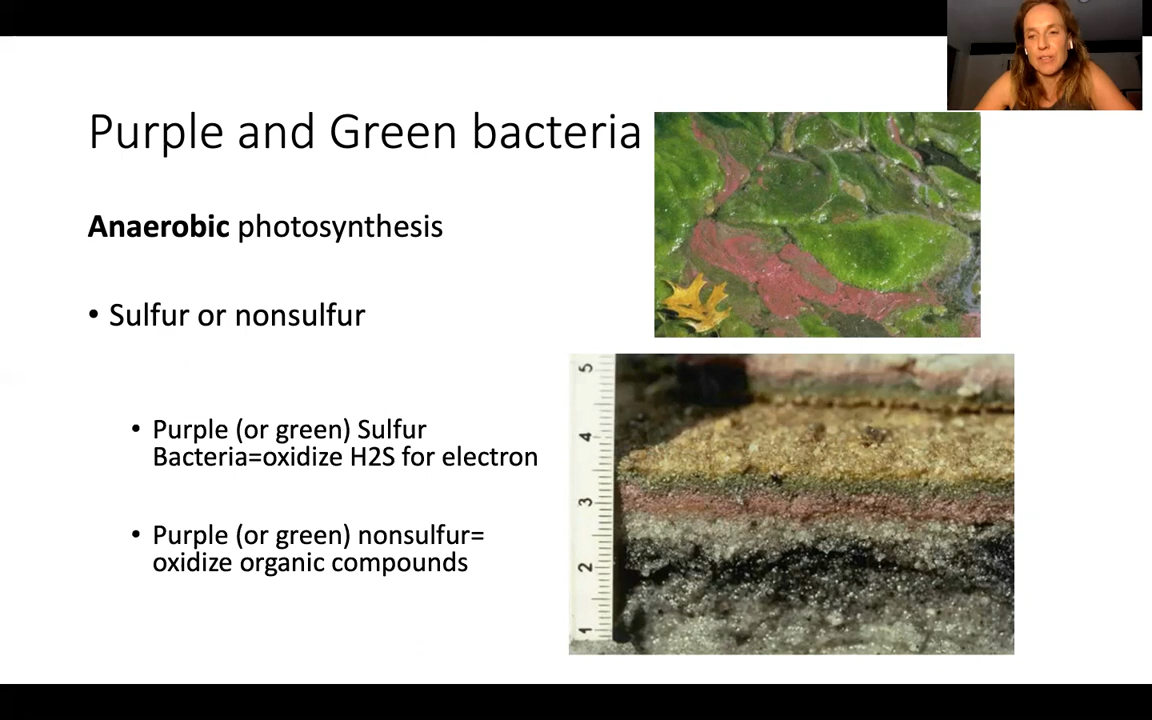 Purple and Green bacteria
Anaerobic photosynthesis
• Sulfur or nonsulfur
• Purple (or green) Sulfur
Bacteria=oxidize H2S for electron
• Purple (or green) nonsulfur=
oxidize organic compounds
5
4
3
2
1